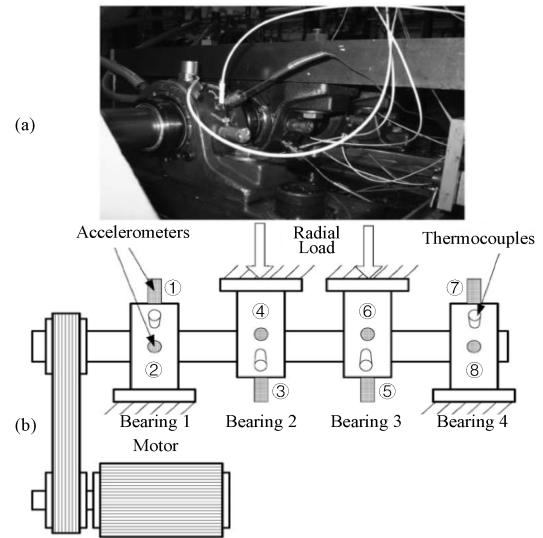 (a)
Accelerometers
Radial
Load
Thermocouples
①
⑦
④
⑥
②
⑧
③
⑤
(b)
Bearing 1
Bearing 2
Bearing 3
Bearing 4
Motor